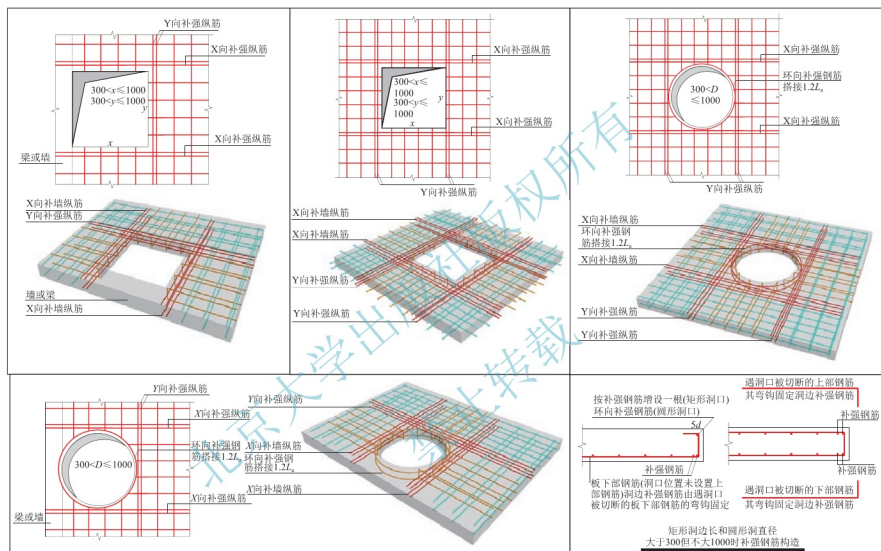 Y向补强纵筋
X向补强纵筋
300<x≤1000
300<y≤1000
y
x
X向补强纵筋
梁或墙
X向补墙纵筋
Y向补强纵筋
墙或梁
X向补墙纵筋
X向补强纵筋
300<x≤
1000
300<y≤
1000
y
x
X向补强纵筋
Y向补强纵筋
X向补墙纵筋
X向补墙纵筋
Y向补强纵筋
Y向补强纵筋
X向补强纵筋
环向补强钢筋
搭接1.2La
300<D
≤1000
X向补强纵筋
Y向补强纵筋
X向补墙纵筋
环向补强钢
筋搭接1.2La
X向补墙纵筋
Y向补强纵筋
Y向补强纵筋
Y向补强纵筋
X向补强纵筋
环向补强钢
筋搭接1.2La
300<D≤1000
X向补强纵筋
梁或墙
Y向补强纵筋
X向补墙纵筋
环向补强钢
筋搭接1.2La
X向补墙纵筋
按补强钢筋增设一根(矩形洞口)
环向补强钢筋(圆形洞口)
5d
补强钢筋
板下部钢筋(洞口位置未设置上
部钢筋)洞边补强钢筋由遇洞口
被切断的板下部钢筋的弯钩固定
遇洞口被切断的上部钢筋
其弯钩固定洞边补强钢筋
补强钢筋
补强钢筋
遇洞口被切断的下部钢筋
其弯钩固定洞边补强钢筋
矩形洞边长和圆形洞直径
大于300但不大1000时补强钢筋构造
北京大学出版社版权所有
禁止转载